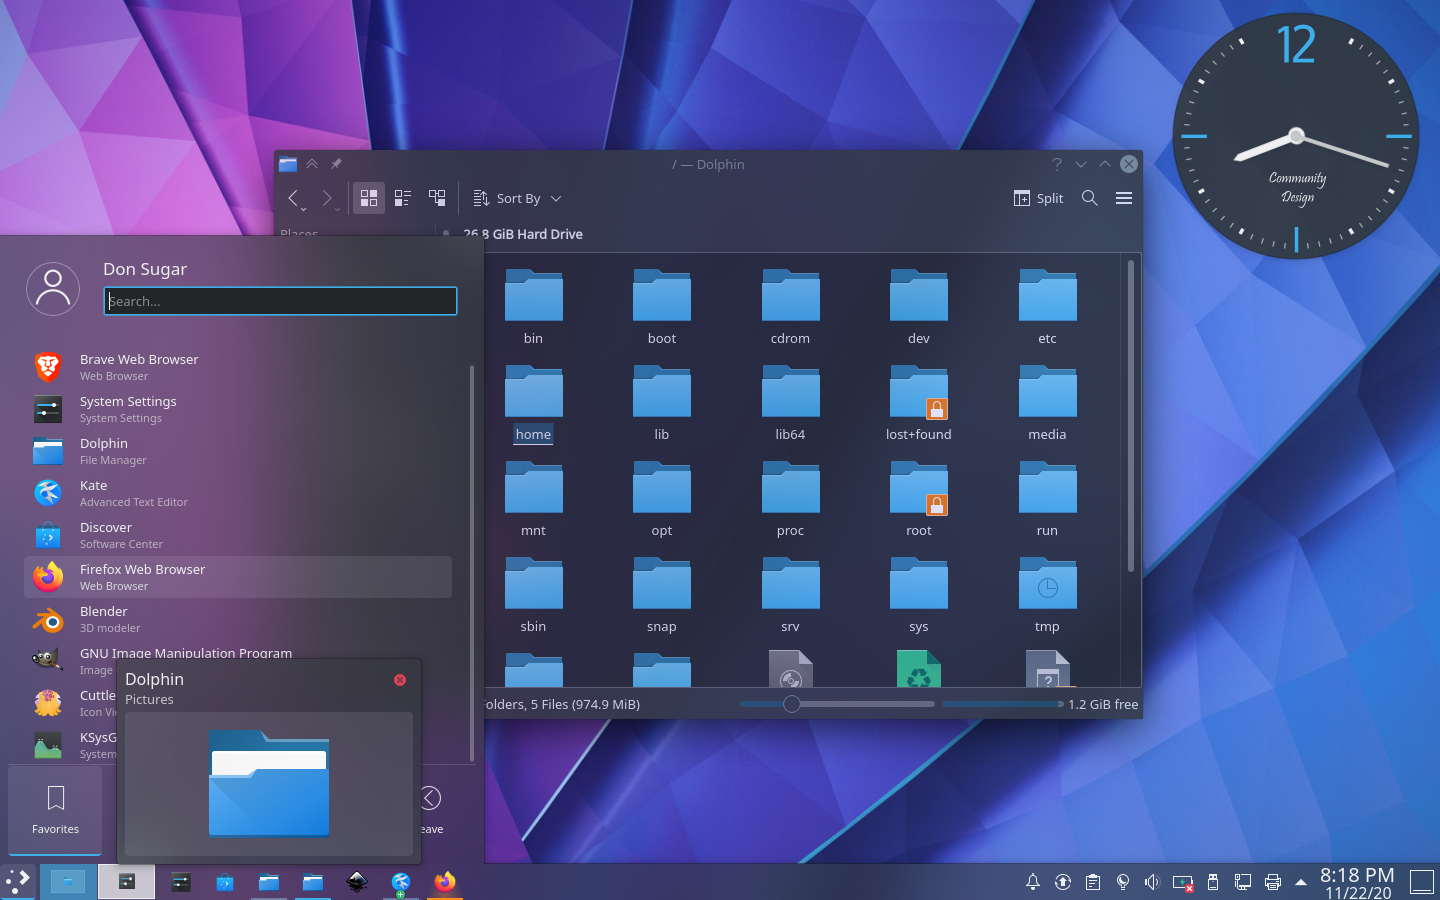 12
Community
Design
/ — Dolphin
Sort By
Split
Places
26.8 GiB Hard Drive
bin
boot
cdrom
dev
etc
home
lib
lib64
lost+found
media
mnt
opt
proc
root
run
sbin
snap
srv
sys
tmp
?
olders, 5 Files (974.9 MiB)
1.2 GiB free
Don Sugar
Search...
Brave Web Browser
Web Browser
System Settings
System Settings
Dolphin
File Manager
Kate
Advanced Text Editor
Discover
Software Center
Firefox Web Browser
Web Browser
Blender
3D modeler
GNU Image Manipulation Program
Image
Cuttle
Icon Vi
KSysG
System
Dolphin
Pictures
Favorites
eave
8:18 PM
11/22/20